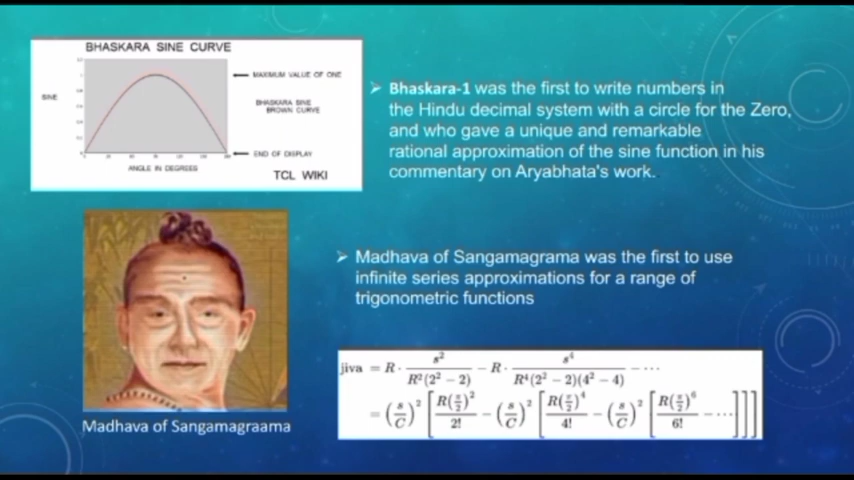 BHASKARA SINE CURVE
SINE
MAXIMUM VALUE OF ONE
BHASKARA SINE
BROWN CURVE
END OF DISPLAY
ANGLE IN DEGREES
TCL WIKI
➢ Bhaskara-1 was the first to write numbers in
the Hindu decimal system with a circle for the Zero,
and who gave a unique and remarkable
rational approximation of the sine function in his
commentary on Aryabhata's work.
Madhava of Sangamagraama
➢ Madhava of Sangamagrama was the first to use
infinite series approximations for a range of
trigonometric functions
jiva = R · s²/R²(2² − 2) − R · s⁴/R⁴(2² − 2)(4² − 4) − ···
= (s/C)² [R(π/2)²/2! − (s/C)² [R(π/2)⁴/4! − (s/C)² [R(π/2)⁶/6! − ···]]]